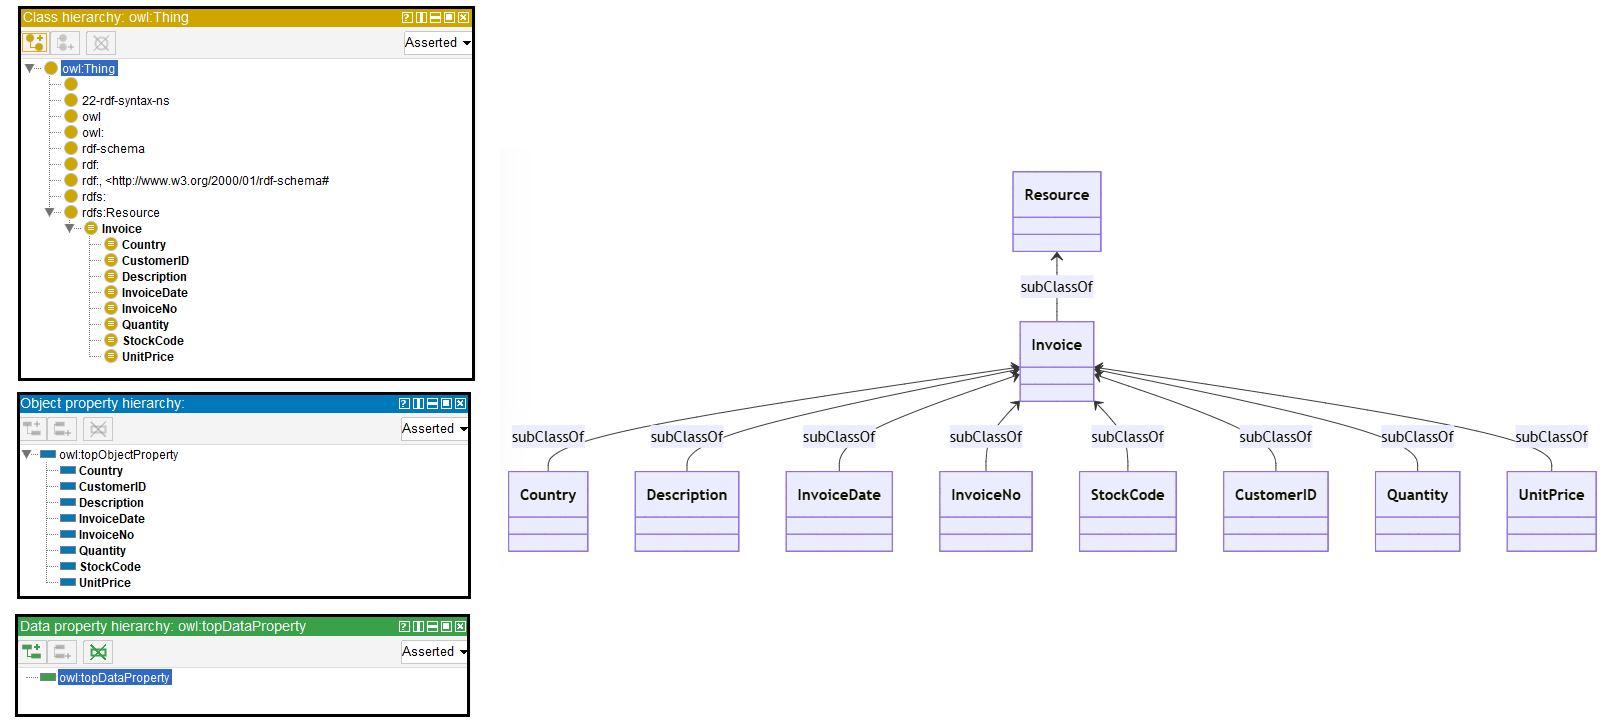 Class hierarchy: owl:Thing
Asserted
owl:Thing
22-rdf-syntax-ns
owl
owl:
rdf-schema
rdf:
rdf:, <http://www.w3.org/2000/01/rdf-schema#
rdfs:
rdfs:Resource
Invoice
Country
CustomerID
Description
InvoiceDate
InvoiceNo
Quantity
StockCode
UnitPrice
Object property hierarchy:
Asserted
owl:topObjectProperty
Country
CustomerID
Description
InvoiceDate
InvoiceNo
Quantity
StockCode
UnitPrice
Data property hierarchy: owl:topDataProperty
Asserted
owl:topDataProperty
Resource
subClassOf
Invoice
subClassOf subClassOf subClassOf subClassOf subClassOf subClassOf subClassOf subClassOf
Country Description InvoiceDate InvoiceNo StockCode CustomerID Quantity UnitPrice